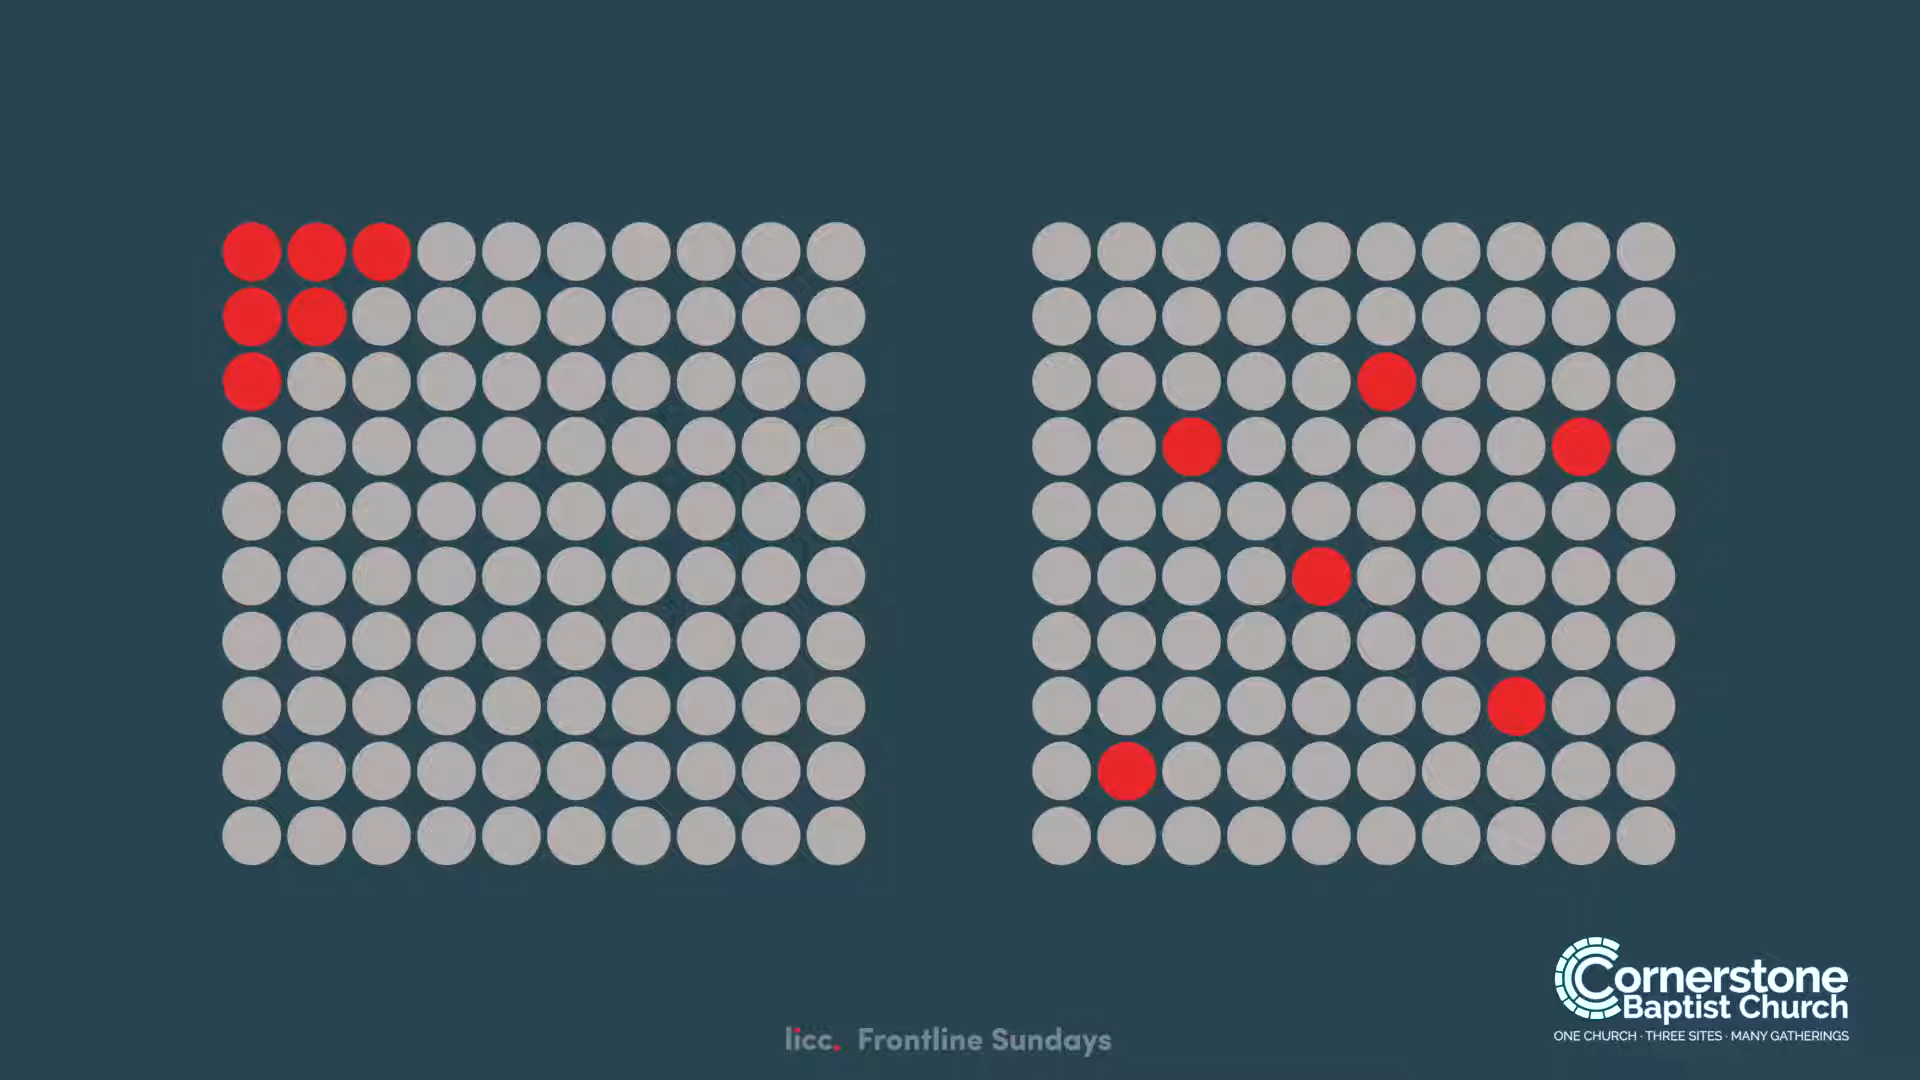 Cornerstone
Baptist Church
ONE CHURCH · THREE SITES · MANY GATHERINGS
licc. Frontline Sundays